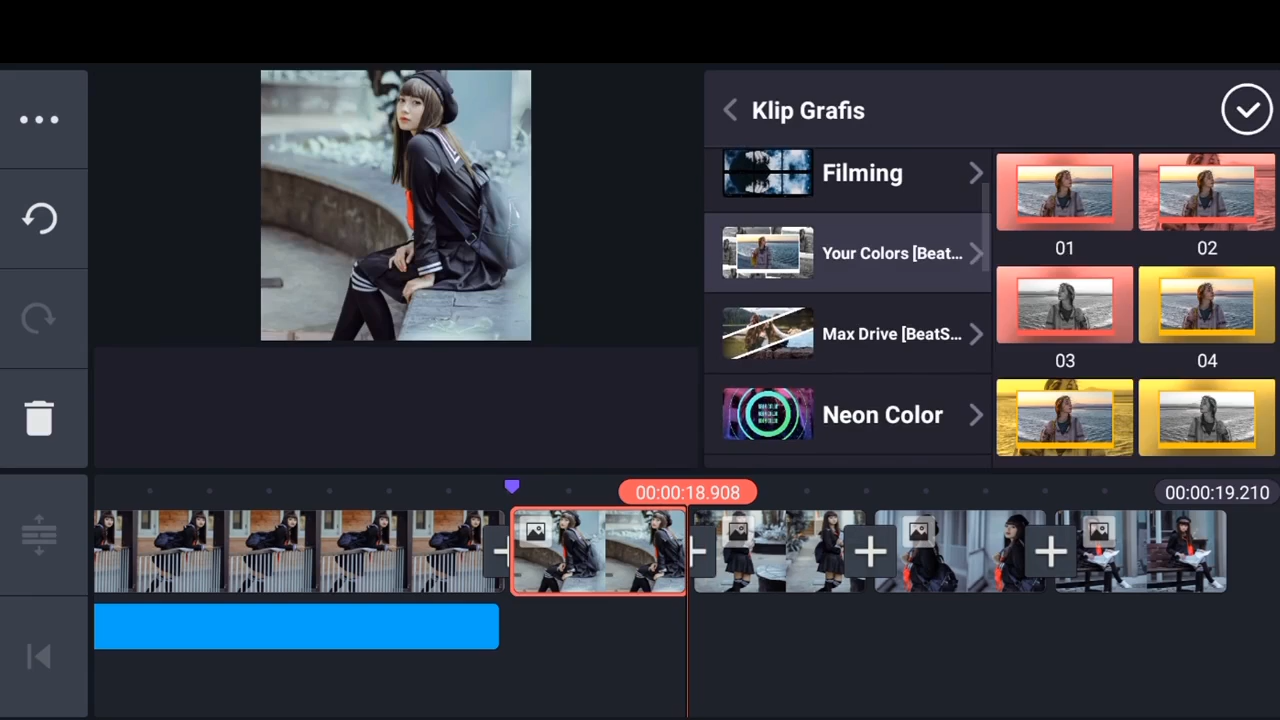 Klip Grafis
Filming
Your Colors [Beat...
Max Drive [BeatS...
Neon Color
01
02
03
04
00:00:18.908
00:00:19.210